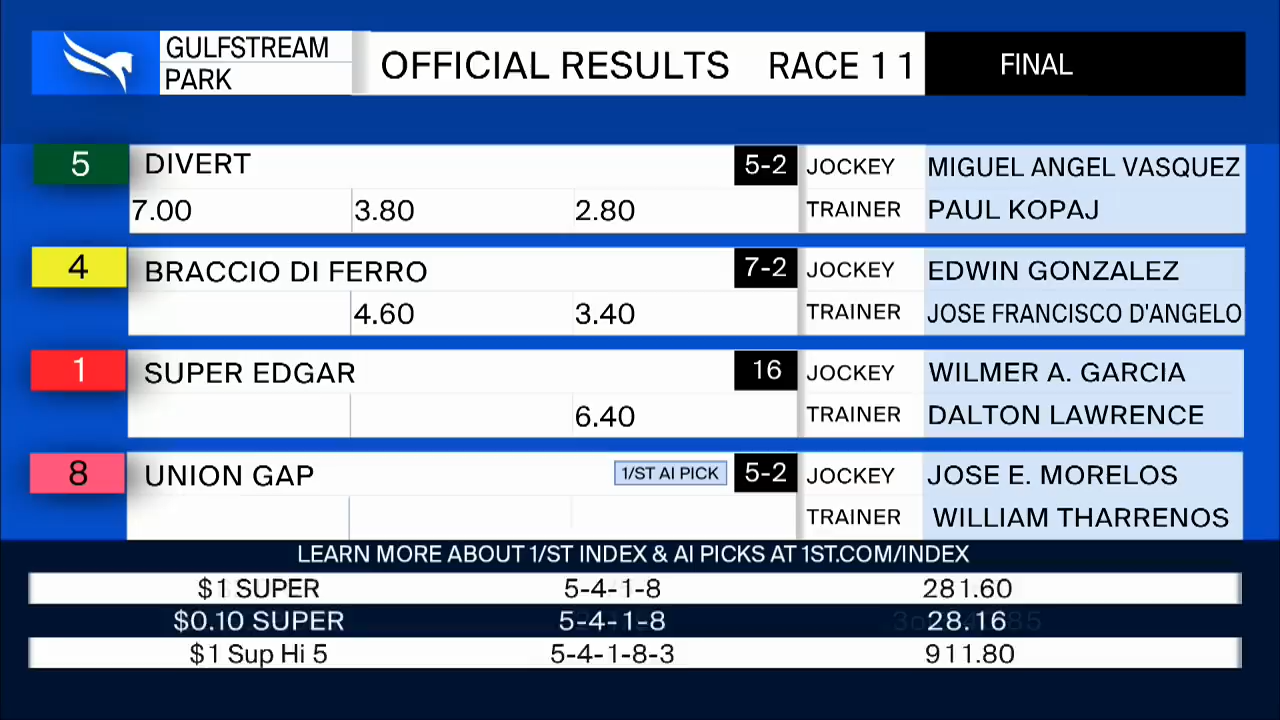 GULFSTREAM
PARK
OFFICIAL RESULTS RACE 11 FINAL
5 DIVERT 5-2 JOCKEY MIGUEL ANGEL VASQUEZ
7.00 3.80 2.80 TRAINER PAUL KOPAJ
4 BRACCIO DI FERRO 7-2 JOCKEY EDWIN GONZALEZ
4.60 3.40 TRAINER JOSE FRANCISCO D'ANGELO
1 SUPER EDGAR 16 JOCKEY WILMER A. GARCIA
6.40 TRAINER DALTON LAWRENCE
8 UNION GAP 1/ST AI PICK 5-2 JOCKEY JOSE E. MORELOS
TRAINER WILLIAM THARRENOS
LEARN MORE ABOUT 1/ST INDEX & AI PICKS AT 1ST.COM/INDEX
$1 SUPER 5-4-1-8 281.60
$0.10 SUPER 5-4-1-8 28.16
$1 Sup Hi 5 5-4-1-8-3 911.80